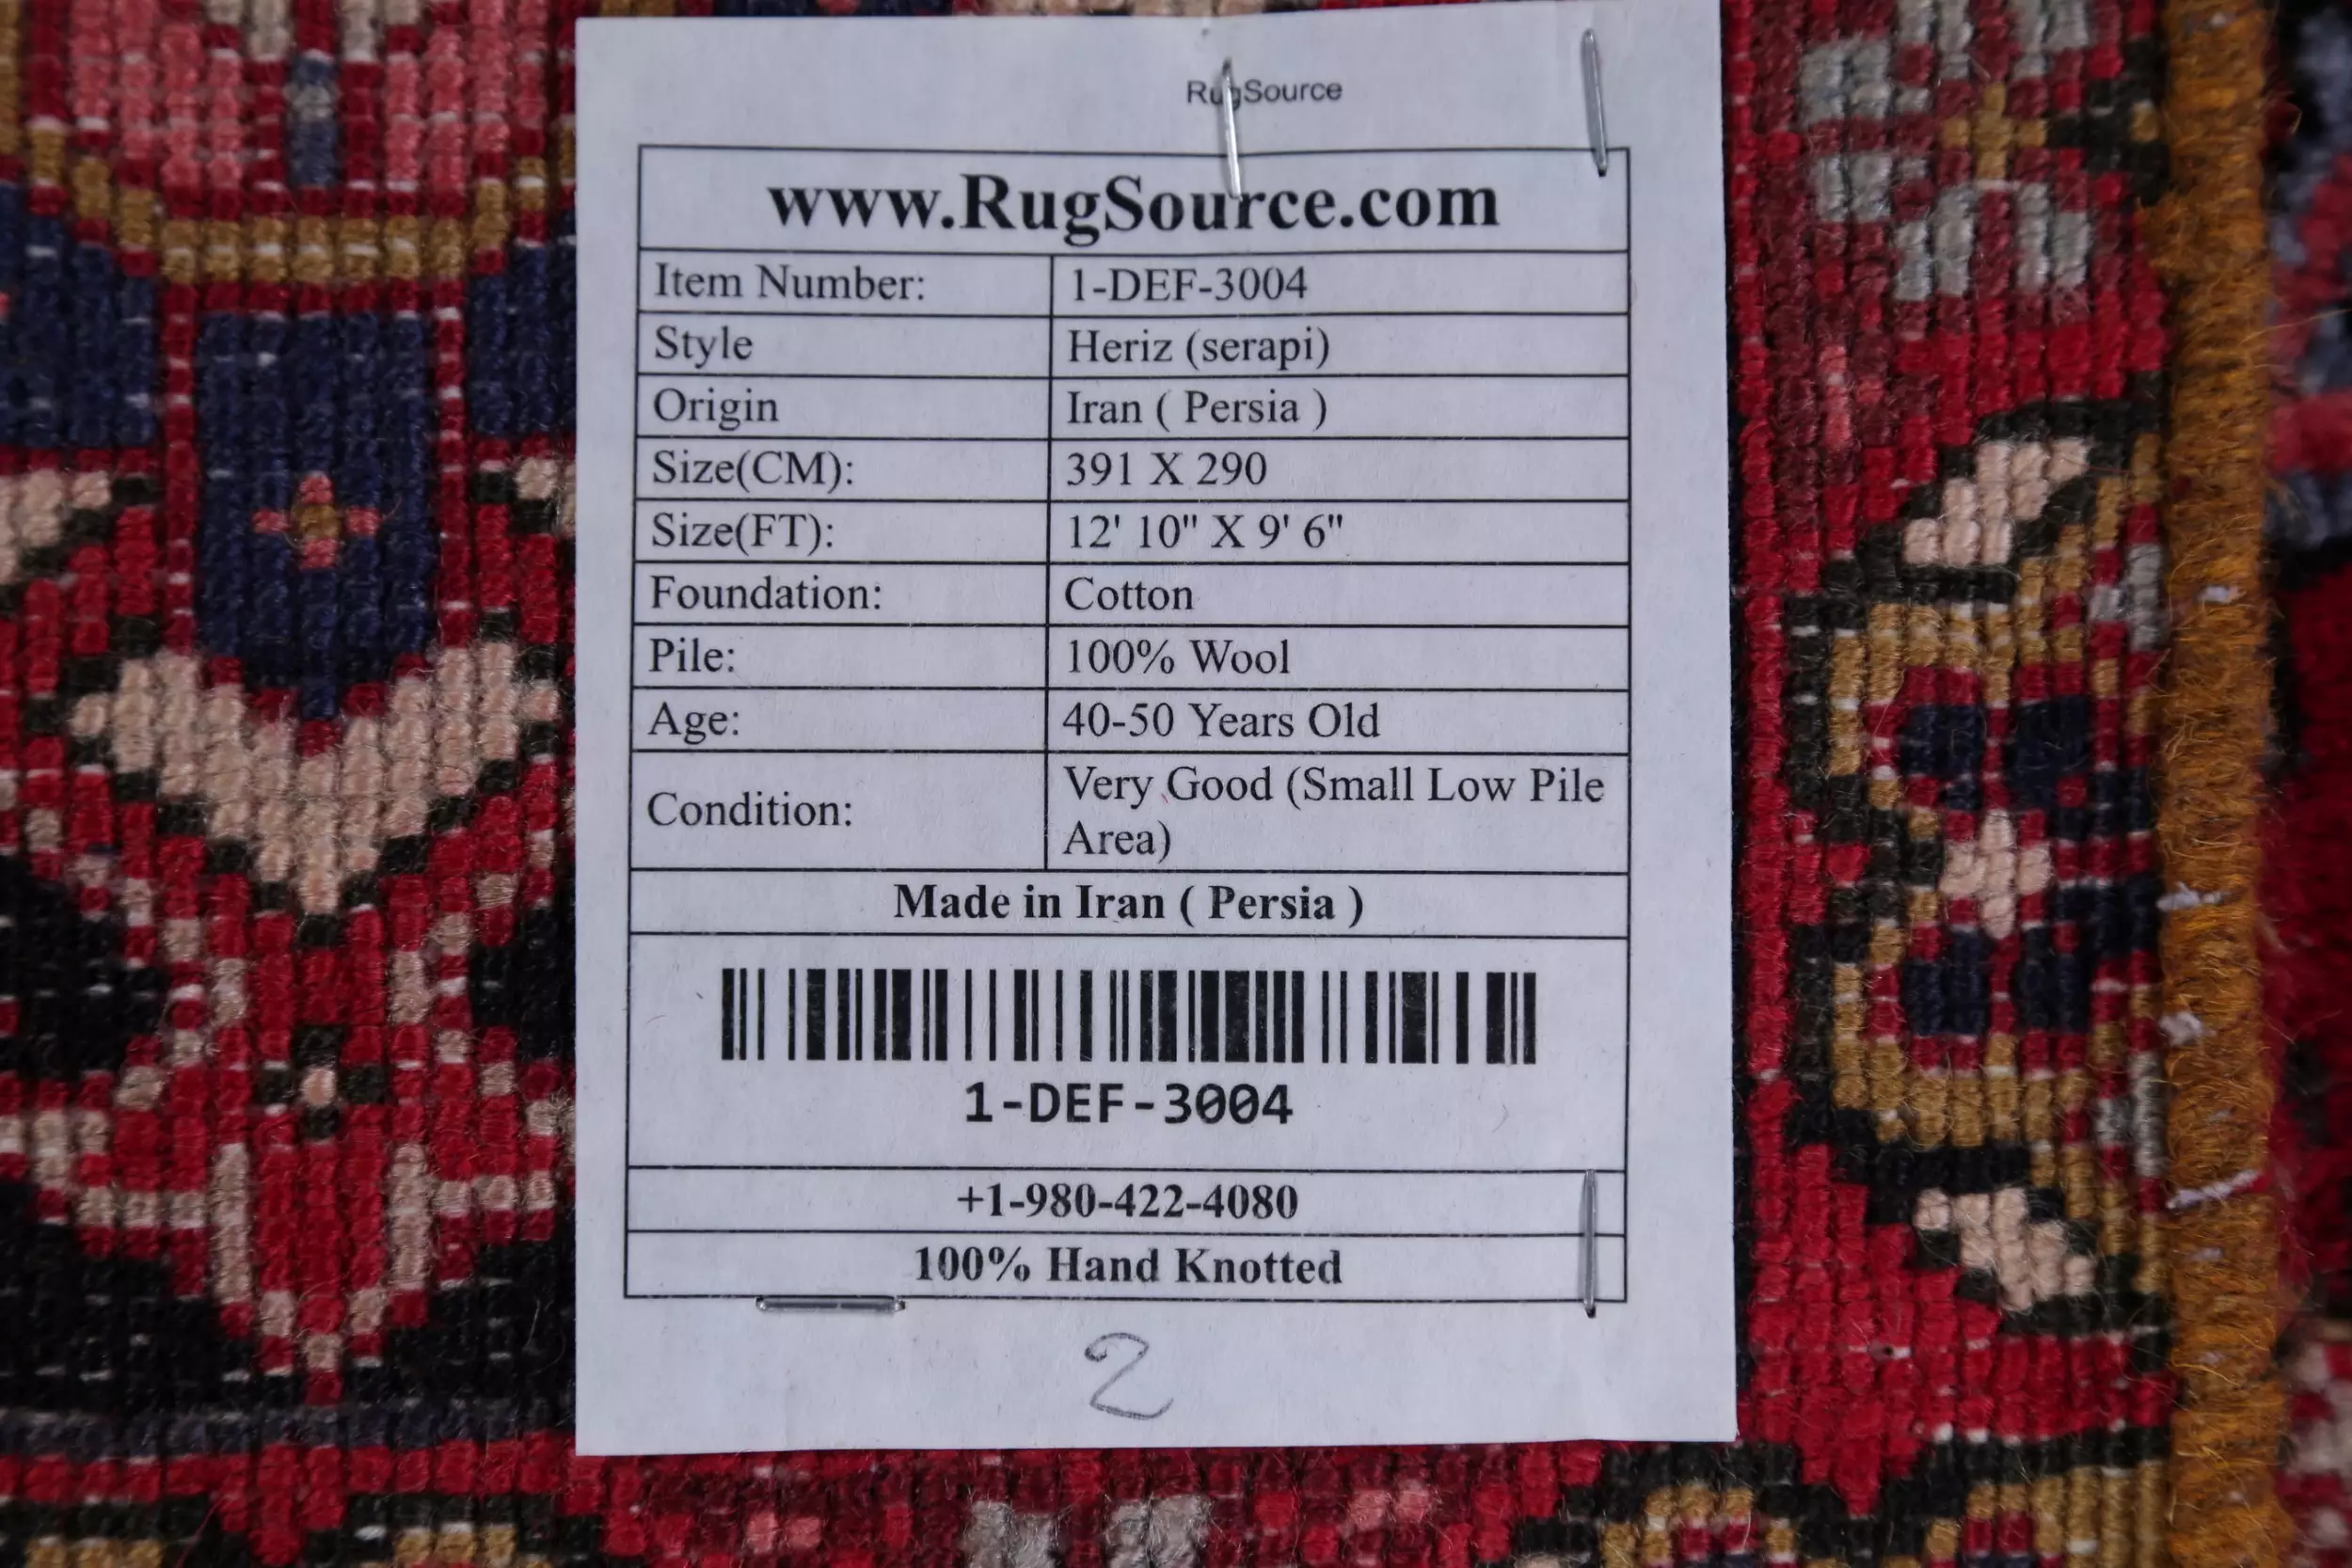 RugSource
www.RugSource.com
Item Number: 1-DEF-3004
Style Heriz (serapi)
Origin Iran ( Persia )
Size(CM): 391 X 290
Size(FT): 12' 10" X 9' 6"
Foundation: Cotton
Pile: 100% Wool
Age: 40-50 Years Old
Condition: Very Good (Small Low Pile
Area)
Made in Iran ( Persia )
1-DEF-3004
+1-980-422-4080
100% Hand Knotted
2